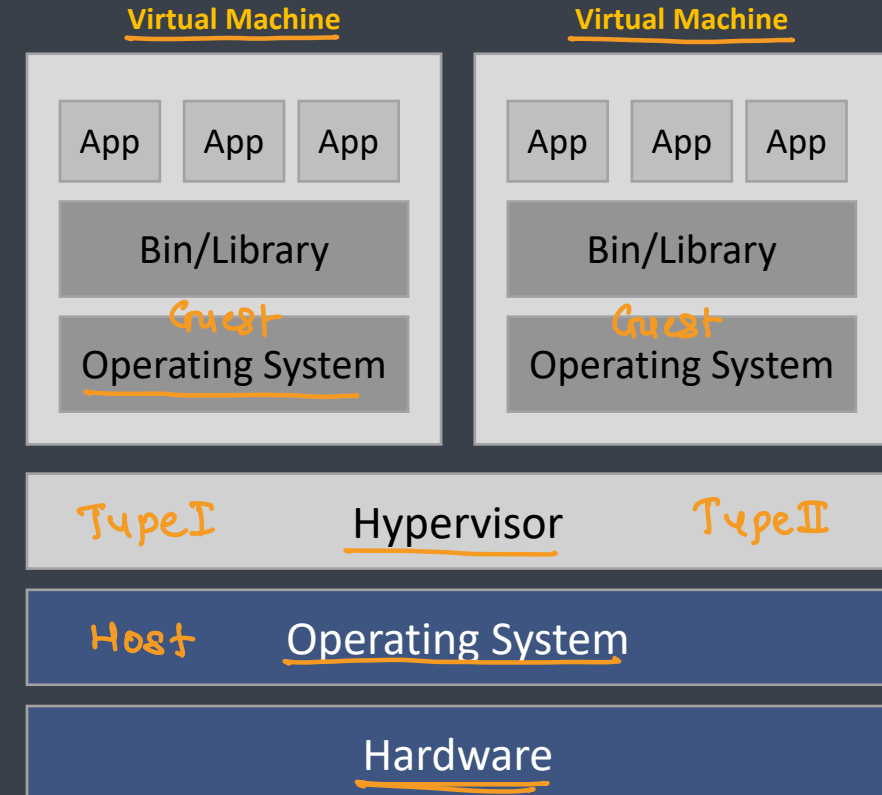 Virtual Machine Virtual Machine
App App App App App App
Bin/Library Bin/Library
Guest Guest
Operating System Operating System
Type I Hypervisor Type II
Host Operating System
Hardware